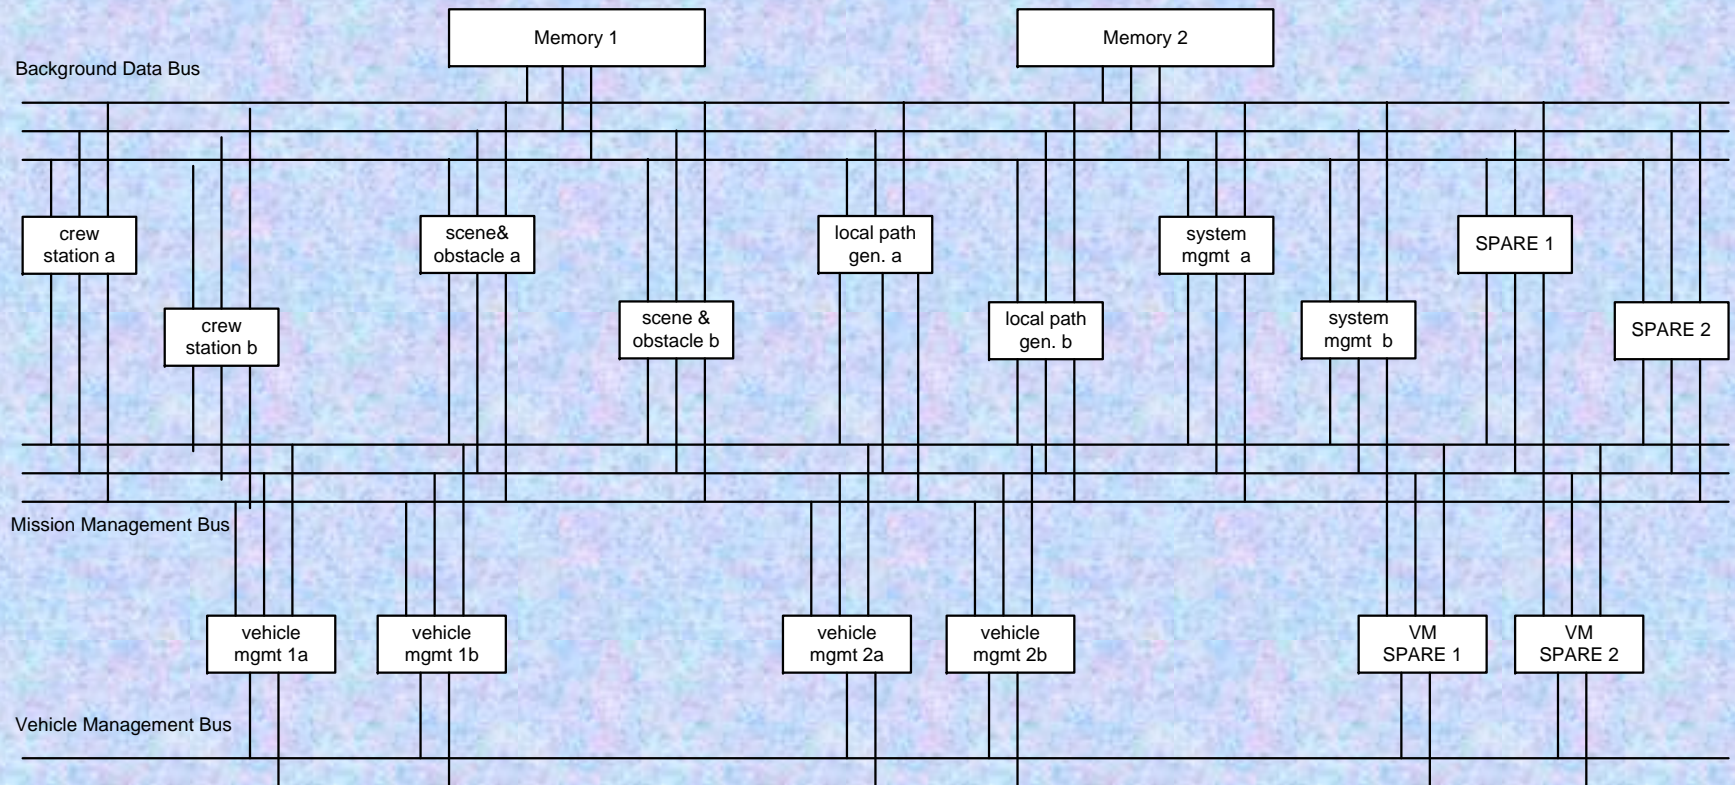 Memory 1
Memory 2
Background Data Bus
crew
station a
scene&
obstacle a
local path
gen. a
system
mgmt  a
SPARE 1
crew
station b
scene &
obstacle b
local path
gen. b
system
mgmt  b
SPARE 2
Mission Management Bus
vehicle
mgmt 1a
vehicle
mgmt 1b
vehicle
mgmt 2a
vehicle
mgmt 2b
VM
SPARE 1
VM
SPARE 2
Vehicle Management Bus